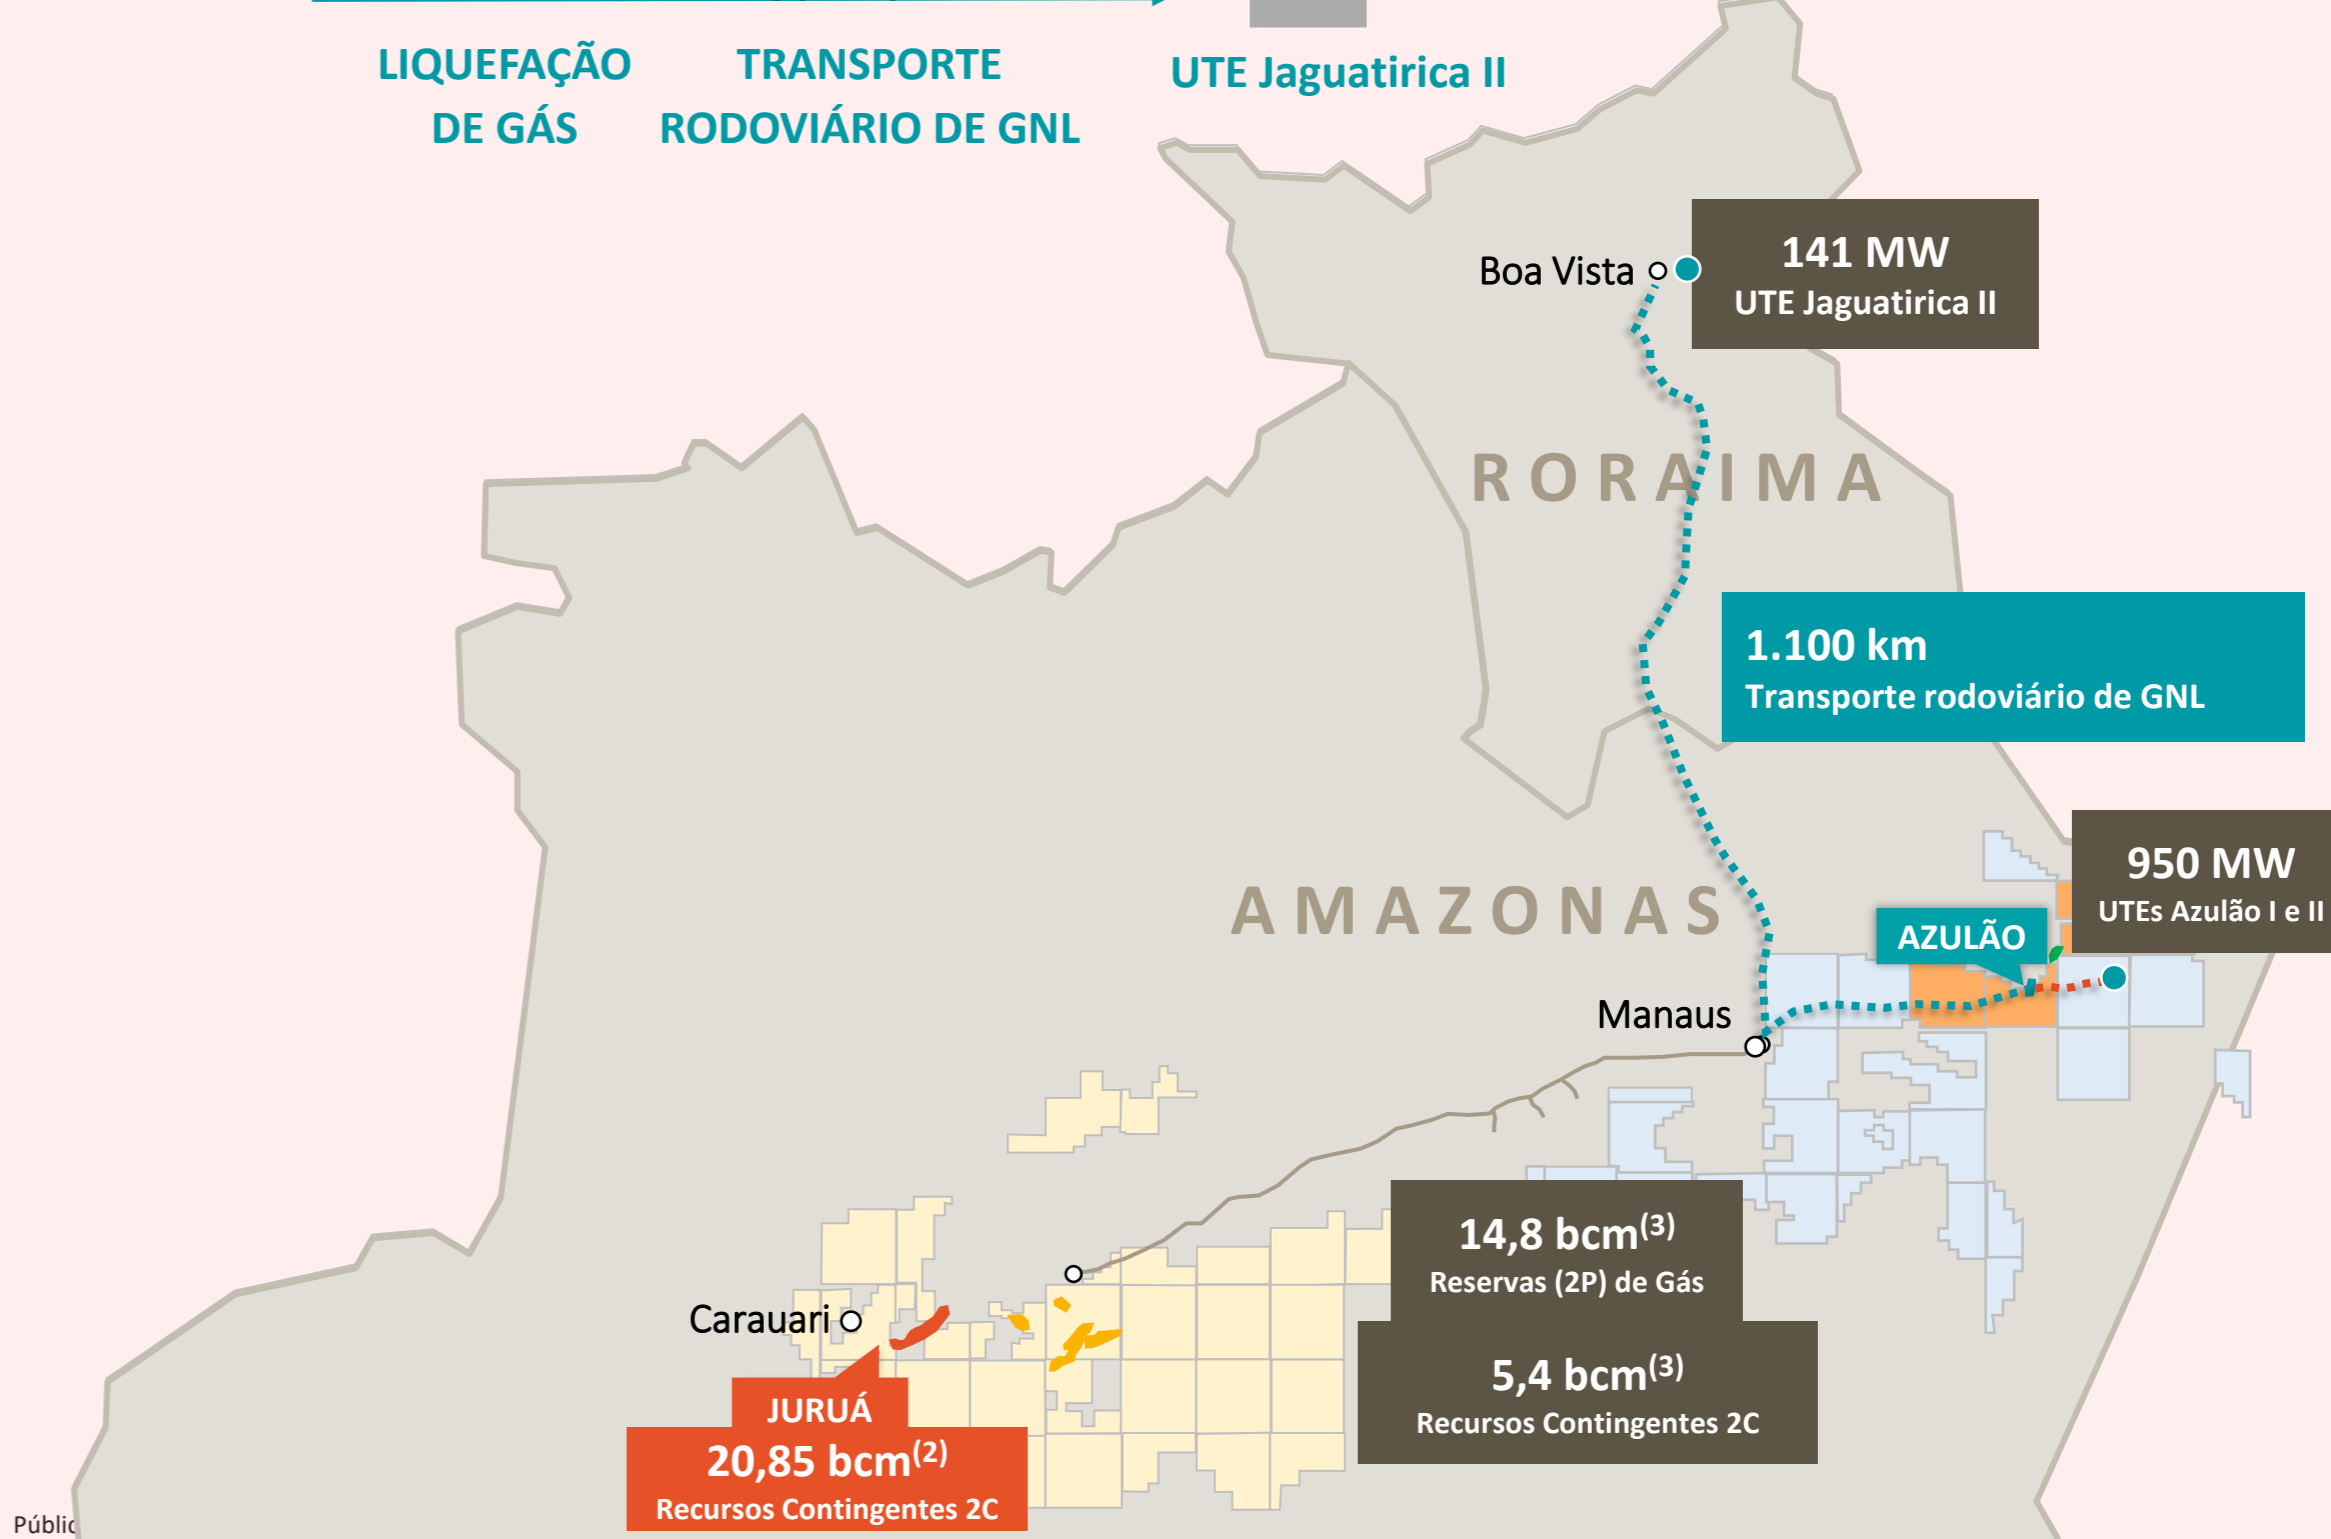 LIQUEFAÇÃO
DE GÁS
TRANSPORTE
RODOVIÁRIO DE GNL
UTE Jaguatirica II
Boa Vista
141 MW
UTE Jaguatirica II
RORAIMA
1.100 km
Transporte rodoviário de GNL
950 MW
UTEs Azulão I e II
AMAZONAS
AZULÃO
Manaus
14,8 bcm(3)
Reservas (2P) de Gás
5,4 bcm(3)
Recursos Contingentes 2C
Carauari
JURUÁ
20,85 bcm(2)
Recursos Contingentes 2C